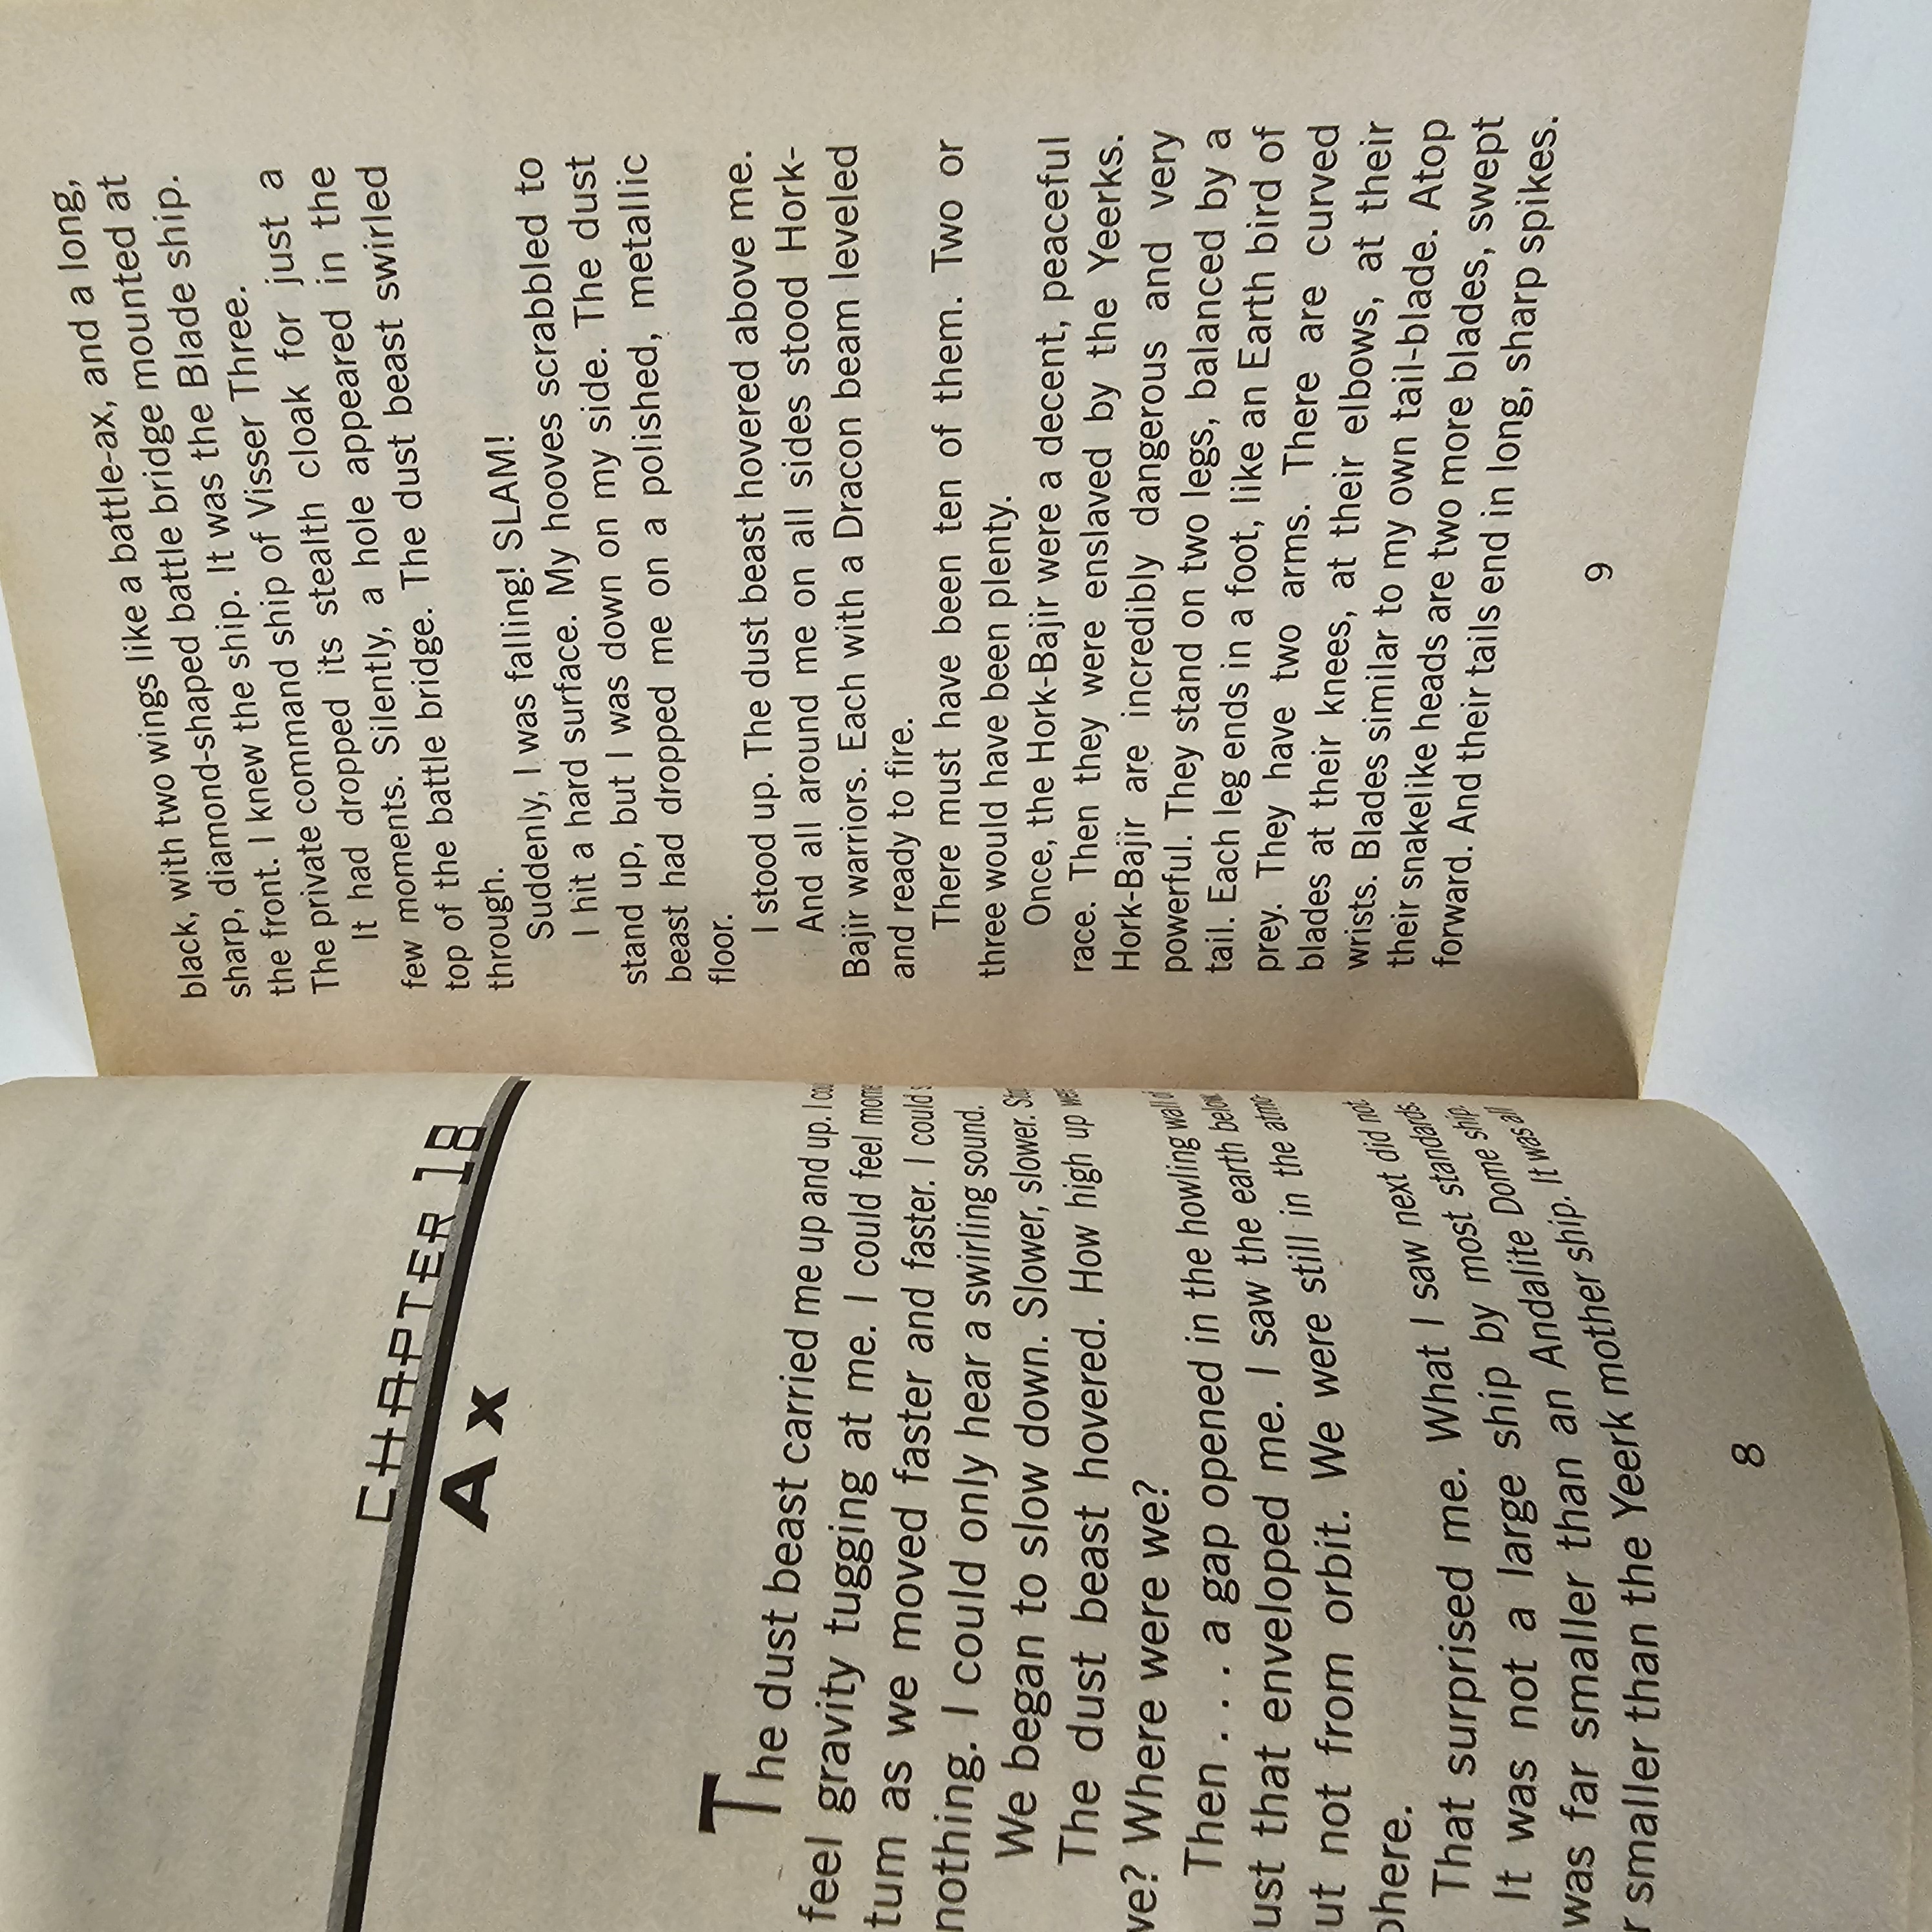 CHAPTER 18
Ax
The dust beast carried me up and up. I
feel gravity tugging at me. I could feel
tum as we moved faster and faster. I could
nothing. I could only hear a swirling sound.
We began to slow down. Slower, slower.
The dust beast hovered. How high up were
we? Where were we?
Then . . . a gap opened in the howling wall of
ust that enveloped me. I saw the earth below.
ut not from orbit. We were still in the atmo-
phere.
That surprised me. What I saw next did not.
It was not a large ship by most standards.
was far smaller than an Andalite Dome ship.
r smaller than the Yeerk mother ship. It was all
8
black, with two wings like a battle-ax, and a long,
sharp, diamond-shaped battle bridge mounted at
the front. I knew the ship. It was the Blade ship.
The private command ship of Visser Three.
It had dropped its stealth cloak for just a
few moments. Silently, a hole appeared in the
top of the battle bridge. The dust beast swirled
through.
Suddenly, I was falling! SLAM!
I hit a hard surface. My hooves scrabbled to
stand up, but I was down on my side. The dust
beast had dropped me on a polished, metallic
floor.
I stood up. The dust beast hovered above me.
And all around me on all sides stood Hork-
Bajir warriors. Each with a Dracon beam leveled
and ready to fire.
There must have been ten of them. Two or
three would have been plenty.
Once, the Hork-Bajir were a decent, peaceful
race. Then they were enslaved by the Yeerks.
Hork-Bajir are incredibly dangerous and very
powerful. They stand on two legs, balanced by a
tail. Each leg ends in a foot, like an Earth bird of
prey. They have two arms. There are curved
blades at their knees, at their elbows, at their
wrists. Blades similar to my own tail-blade. Atop
their snakelike heads are two more blades, swept
forward. And their tails end in long, sharp spikes.
9